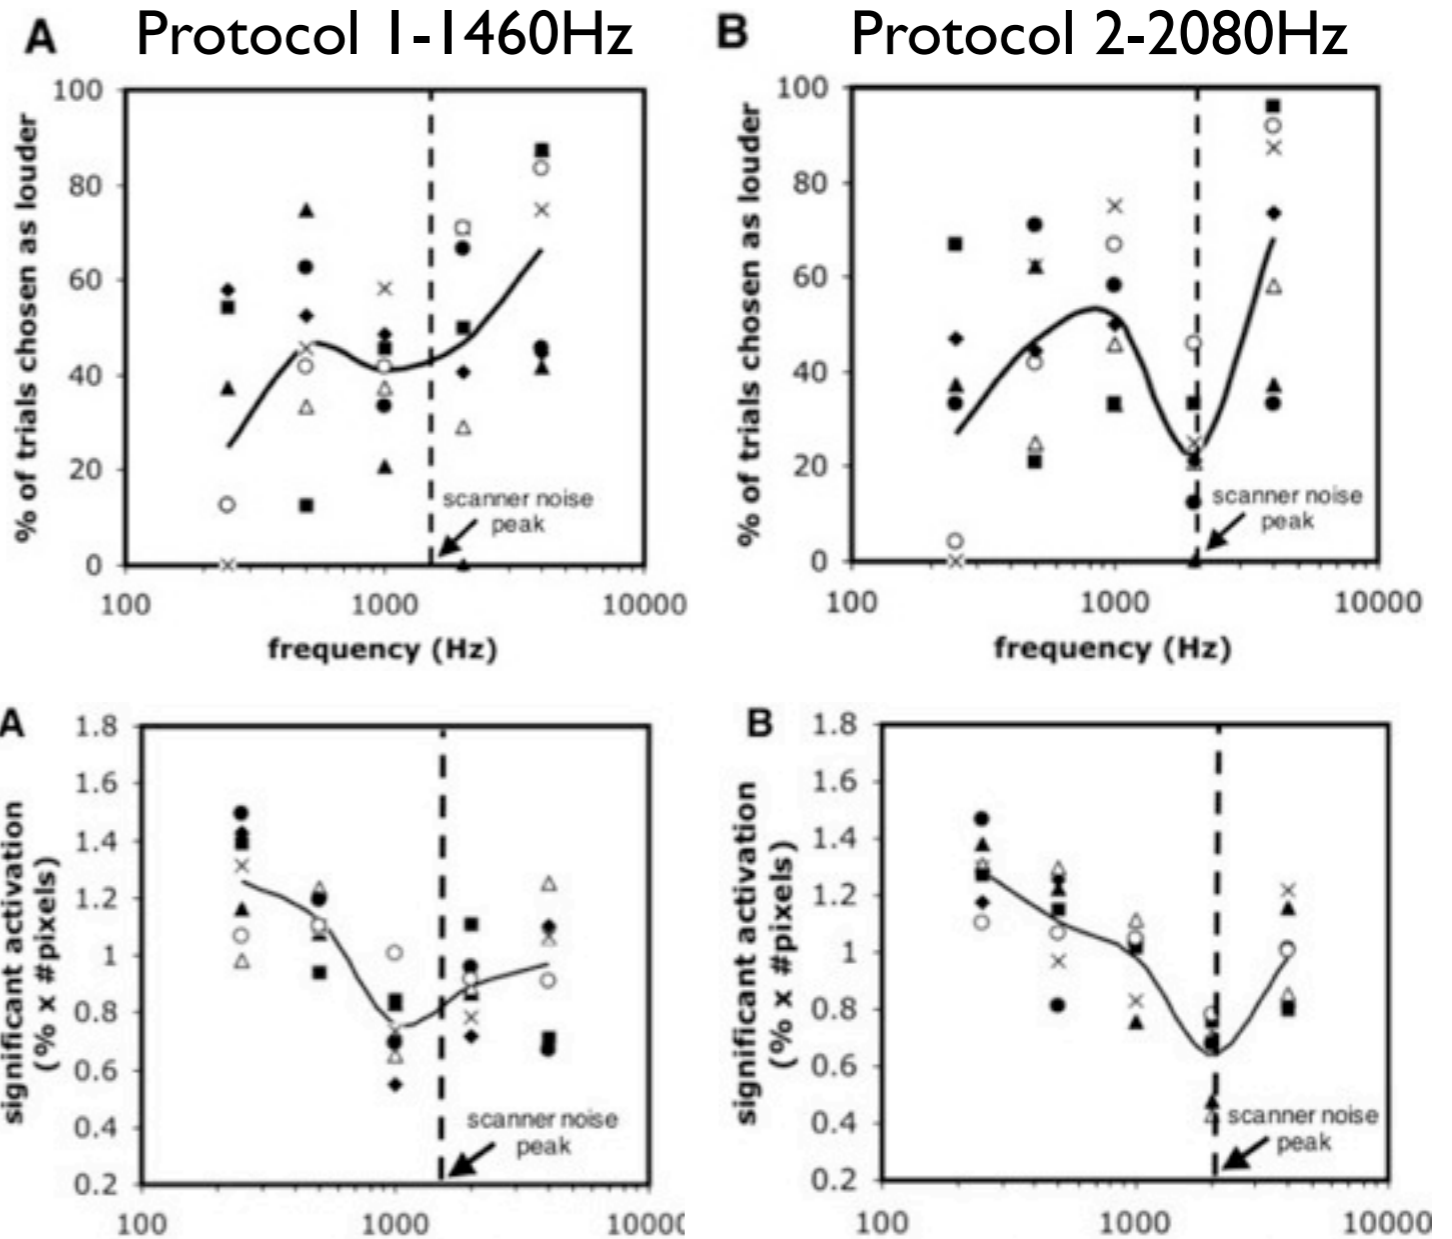 A Protocol 1-1460Hz
B Protocol 2-2080Hz
% of trials chosen as louder
100
80
60
40
20
0
scanner noise
peak
100 1000 10000
frequency (Hz)
% of trials chosen as louder
100
80
60
40
20
0
scanner noise
peak
100 1000 10000
frequency (Hz)
A
significant activation
(% x #pixels)
1.8
1.6
1.4
1.2
1
0.8
0.6
0.4
0.2
scanner noise
peak
100 1000 10000
B
significant activation
(% x #pixels)
1.8
1.6
1.4
1.2
1
0.8
0.6
0.4
0.2
scanner noise
peak
100 1000 10000